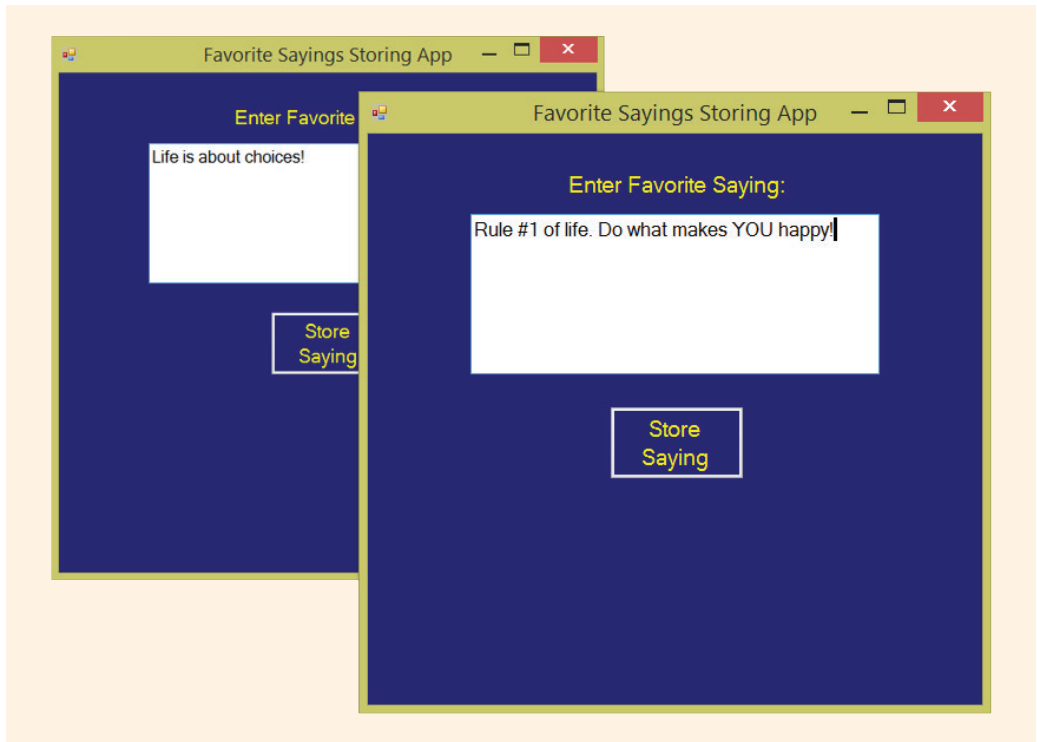 Favorite Sayings Storing App
Enter Favorite
Life is about choices!
Store
Saying
Favorite Sayings Storing App
Enter Favorite Saying:
Rule #1 of life. Do what makes YOU happy!
Store
Saying